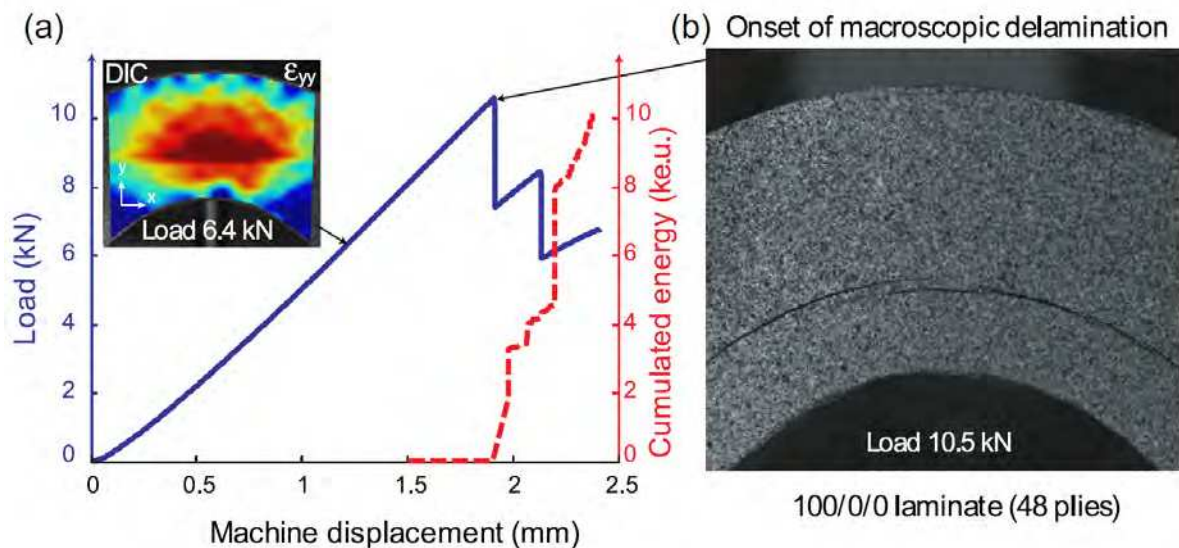 (a)
DIC
εyy
y
x
Load 6.4 kN
Load (kN)
10
8
6
4
2
0
0
0.5
1
1.5
2
2.5
Machine displacement (mm)
10
8
6
4
2
0
Cumulated energy (ke.u.)
(b) Onset of macroscopic delamination
Load 10.5 kN
100/0/0 laminate (48 plies)